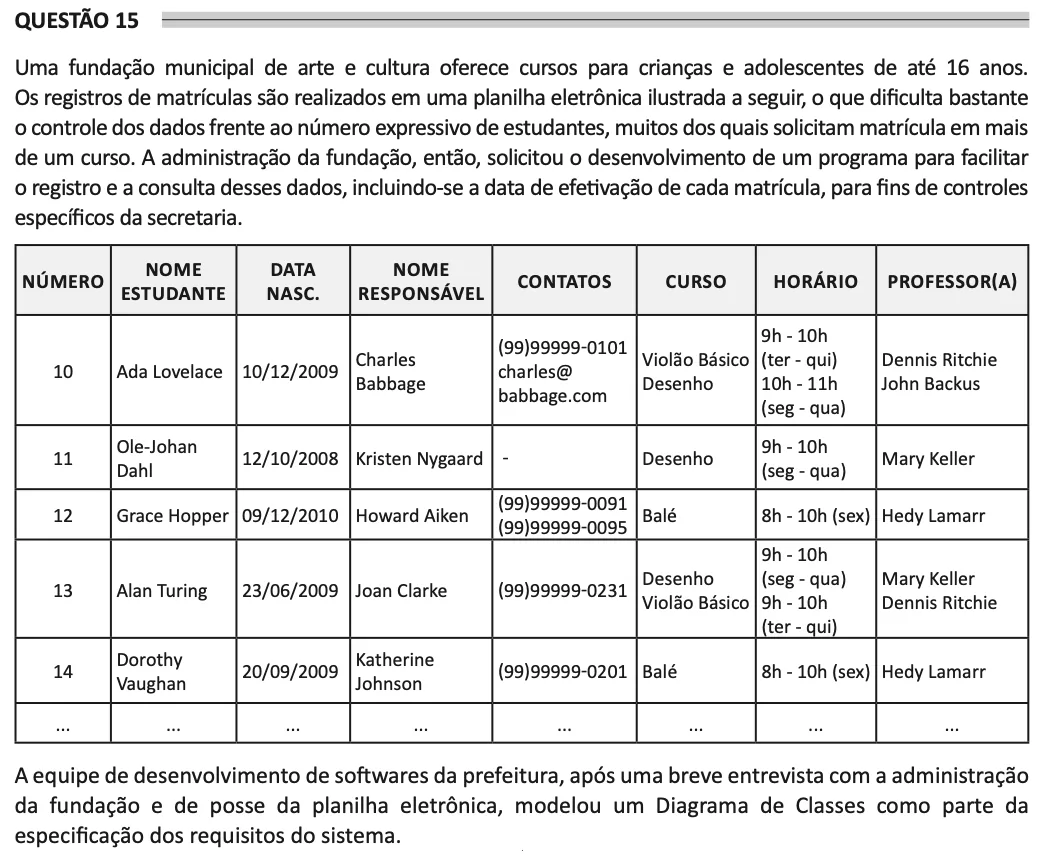 QUESTÃO 15
Uma fundação municipal de arte e cultura oferece cursos para crianças e adolescentes de até 16 anos.
Os registros de matrículas são realizados em uma planilha eletrônica ilustrada a seguir, o que dificulta bastante
o controle dos dados frente ao número expressivo de estudantes, muitos dos quais solicitam matrícula em mais
de um curso. A administração da fundação, então, solicitou o desenvolvimento de um programa para facilitar
o registro e a consulta desses dados, incluindo-se a data de efetivação de cada matrícula, para fins de controles
específicos da secretaria.
NÚMERO
NOME
ESTUDANTE
DATA
NASC.
NOME
RESPONSÁVEL
CONTATOS
CURSO
HORÁRIO
PROFESSOR(A)
10
Ada Lovelace
10/12/2009
Charles
Babbage
(99)99999-0101
charles@
babbage.com
Violão Básico
Desenho
9h - 10h
(ter - qui)
10h - 11h
(seg - qua)
Dennis Ritchie
John Backus
11
Ole-Johan
Dahl
12/10/2008
Kristen Nygaard
-
Desenho
9h - 10h
(seg - qua)
Mary Keller
12
Grace Hopper
09/12/2010
Howard Aiken
(99)99999-0091
(99)99999-0095
Balé
8h - 10h (sex)
Hedy Lamarr
13
Alan Turing
23/06/2009
Joan Clarke
(99)99999-0231
Desenho
Violão Básico
9h - 10h
(seg - qua)
9h - 10h
(ter - qui)
Mary Keller
Dennis Ritchie
14
Dorothy
Vaughan
20/09/2009
Katherine
Johnson
(99)99999-0201
Balé
8h - 10h (sex)
Hedy Lamarr
...
...
...
...
...
...
...
...
A equipe de desenvolvimento de softwares da prefeitura, após uma breve entrevista com a administração
da fundação e de posse da planilha eletrônica, modelou um Diagrama de Classes como parte da
especificação dos requisitos do sistema.